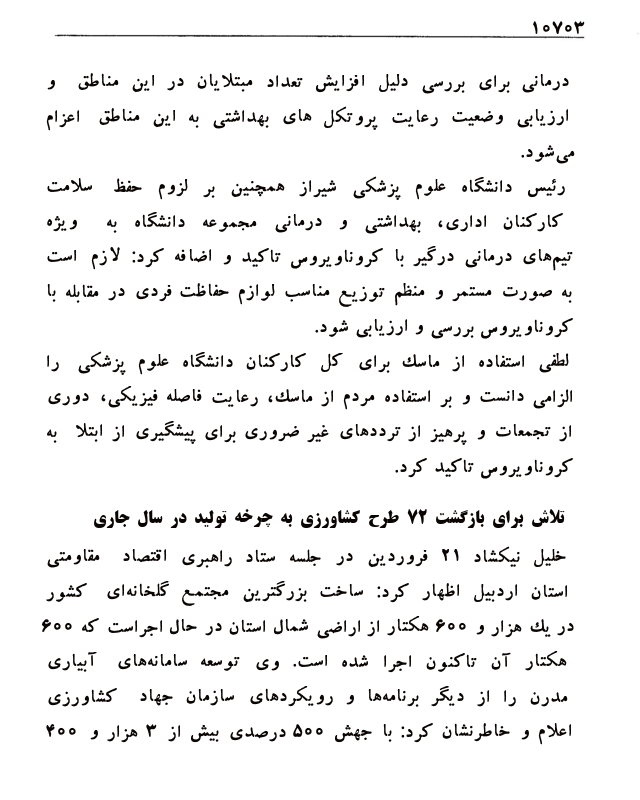 ۱۰۷۰۳
درمانی برای بررسی دلیل افزایش تعداد مبتلایان در این مناطق و
ارزیابی وضعیت رعایت پروتکل های بهداشتی به این مناطق اعزام
می‌شود.
رئیس دانشگاه علوم پزشکی شیراز همچنین بر لزوم حفظ سلامت
کارکنان اداری، بهداشتی و درمانی مجموعه دانشگاه به ویژه
تیم‌های درمانی درگیر با کروناویروس تاکید و اضافه کرد: لازم است
به صورت مستمر و منظم توزیع مناسب لوازم حفاظت فردی در مقابله با
کروناویروس بررسی و ارزیابی شود.
لطفی استفاده از ماسک برای کل کارکنان دانشگاه علوم پزشکی را
الزامی دانست و بر استفاده مردم از ماسک، رعایت فاصله فیزیکی، دوری
از تجمعات و پرهیز از ترددهای غیر ضروری برای پیشگیری از ابتلا به
کروناویروس تاکید کرد.
تلاش برای بازگشت ۷۲ طرح کشاورزی به چرخه تولید در سال جاری
خلیل نیکشاد ۲۱ فروردین در جلسه ستاد راهبری اقتصاد مقاومتی
استان اردبیل اظهار کرد: ساخت بزرگترین مجتمع گلخانه‌ای کشور
در یک هزار و ۶۰۰ هکتار از اراضی شمال استان در حال اجراست که ۶۰۰
هکتار آن تاکنون اجرا شده است. وی توسعه سامانه‌های آبیاری
مدرن را از دیگر برنامه‌ها و رویکردهای سازمان جهاد کشاورزی
اعلام و خاطرنشان کرد: با جهش ۵۰۰ درصدی بیش از ۳ هزار و ۴۰۰